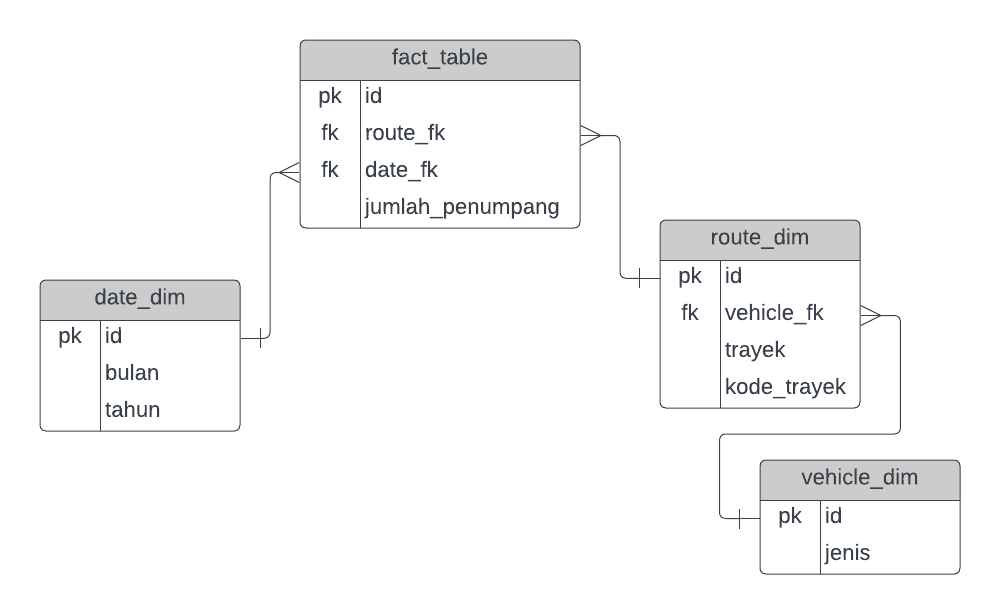 fact_table
pk id
fk route_fk
fk date_fk
jumlah_penumpang
route_dim
pk id
fk vehicle_fk
trayek
kode_trayek
date_dim
pk id
bulan
tahun
vehicle_dim
pk id
jenis